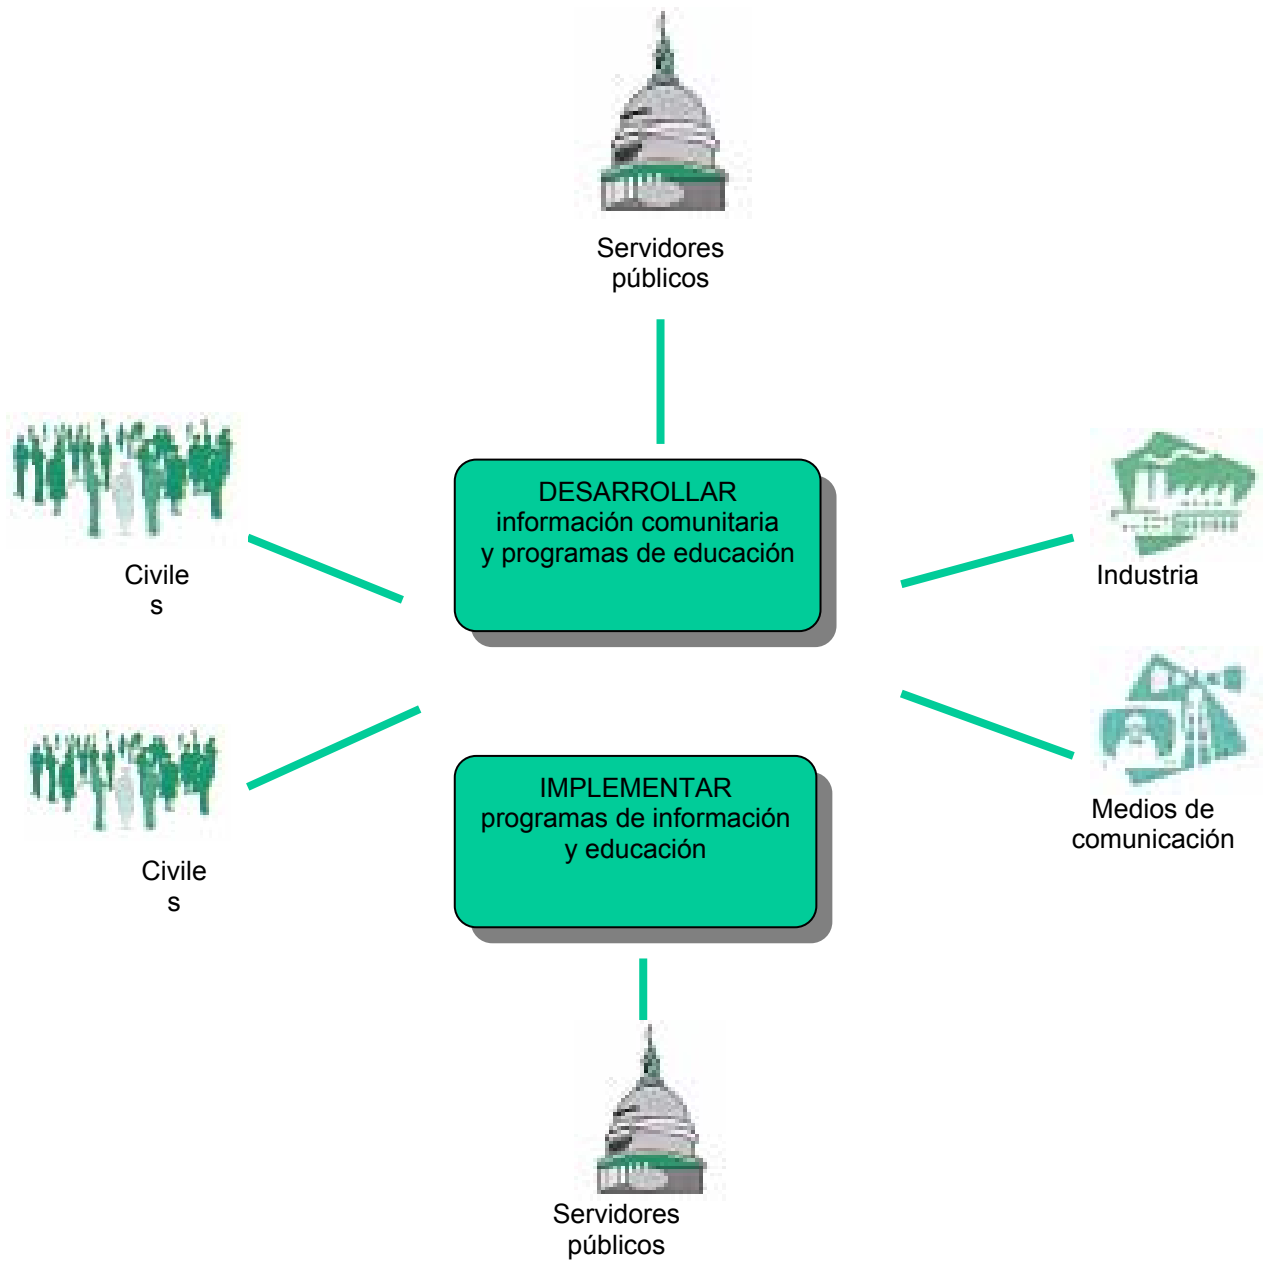 Servidores
públicos
DESARROLLAR
información comunitaria
y programas de educación
Civile
s
Industria
IMPLEMENTAR
programas de información
y educación
Civile
s
Medios de
comunicación
Servidores
públicos